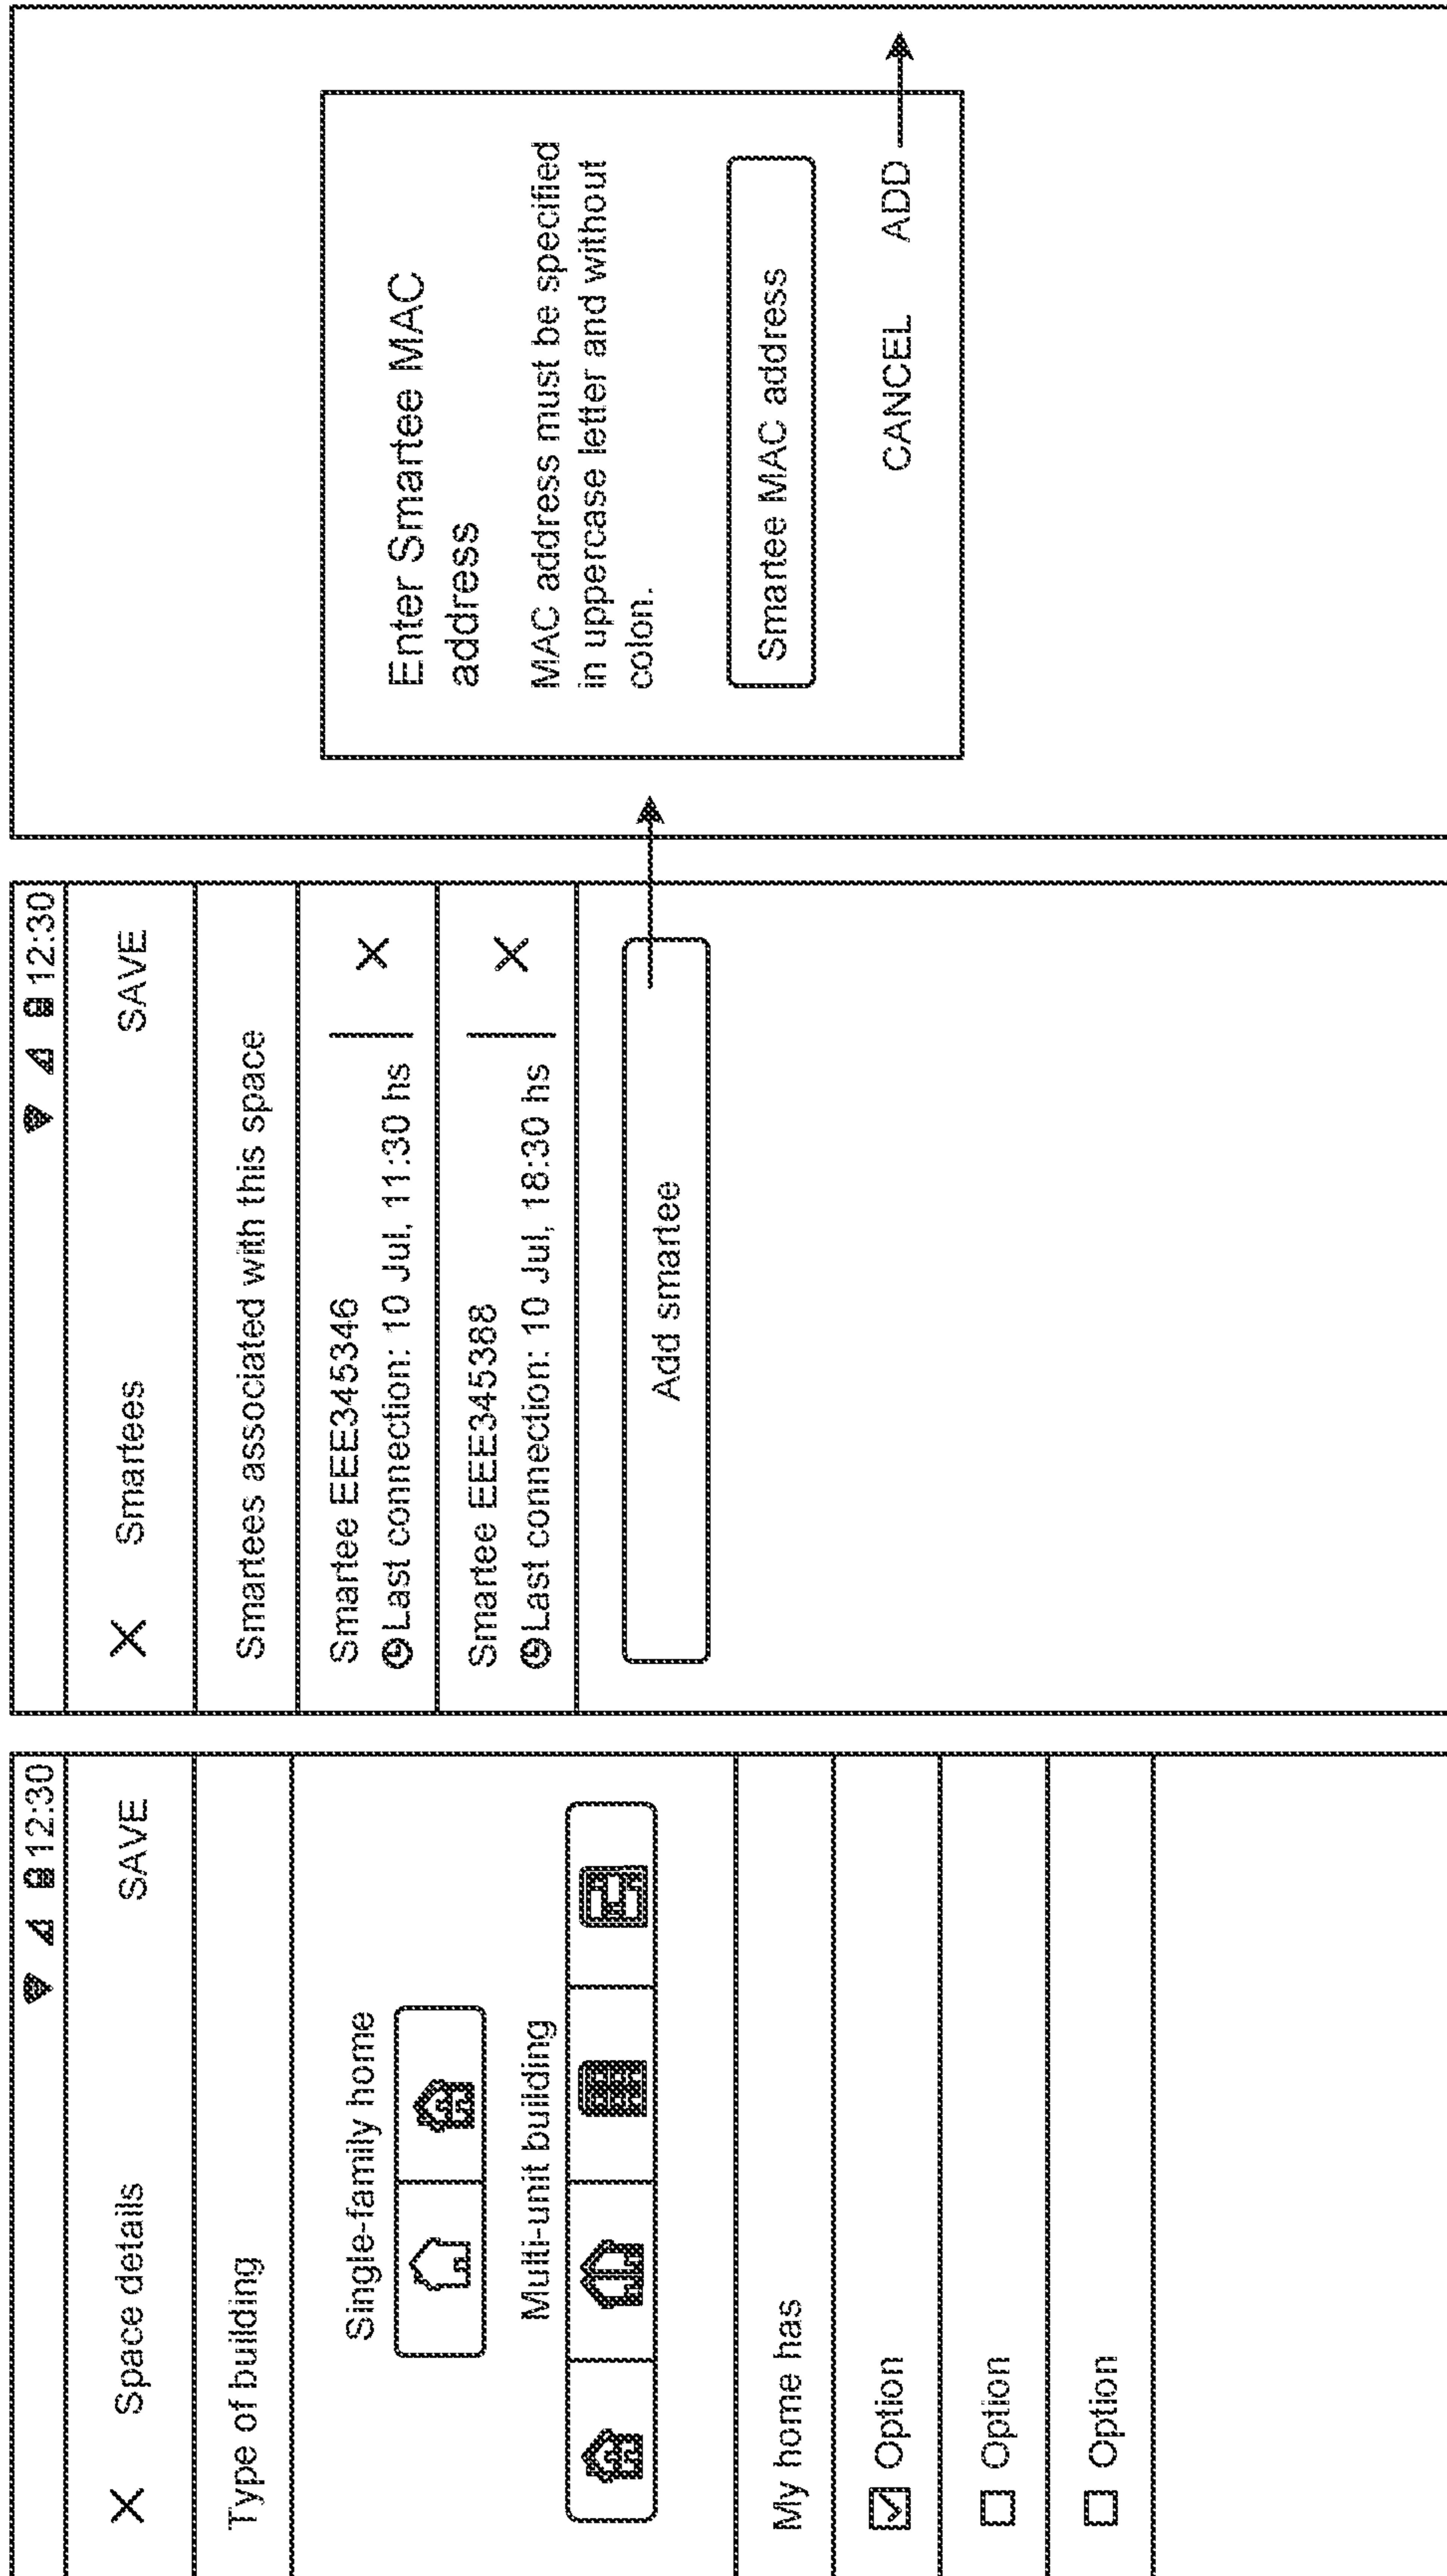 12:30
Space details SAVE
Type of building
Single-family home
Multi-unit building
My home has
Option
Option
Option
12:30
Smartees SAVE
Smartees associated with this space
Smartee EEE345346
Last connection: 10 Jul, 11:30 hs
Smartee EEE345388
Last connection: 10 Jul, 18:30 hs
Add smartee
Enter Smartee MAC
address
MAC address must be specified
in uppercase letter and without
colon.
Smartee MAC address
CANCEL ADD